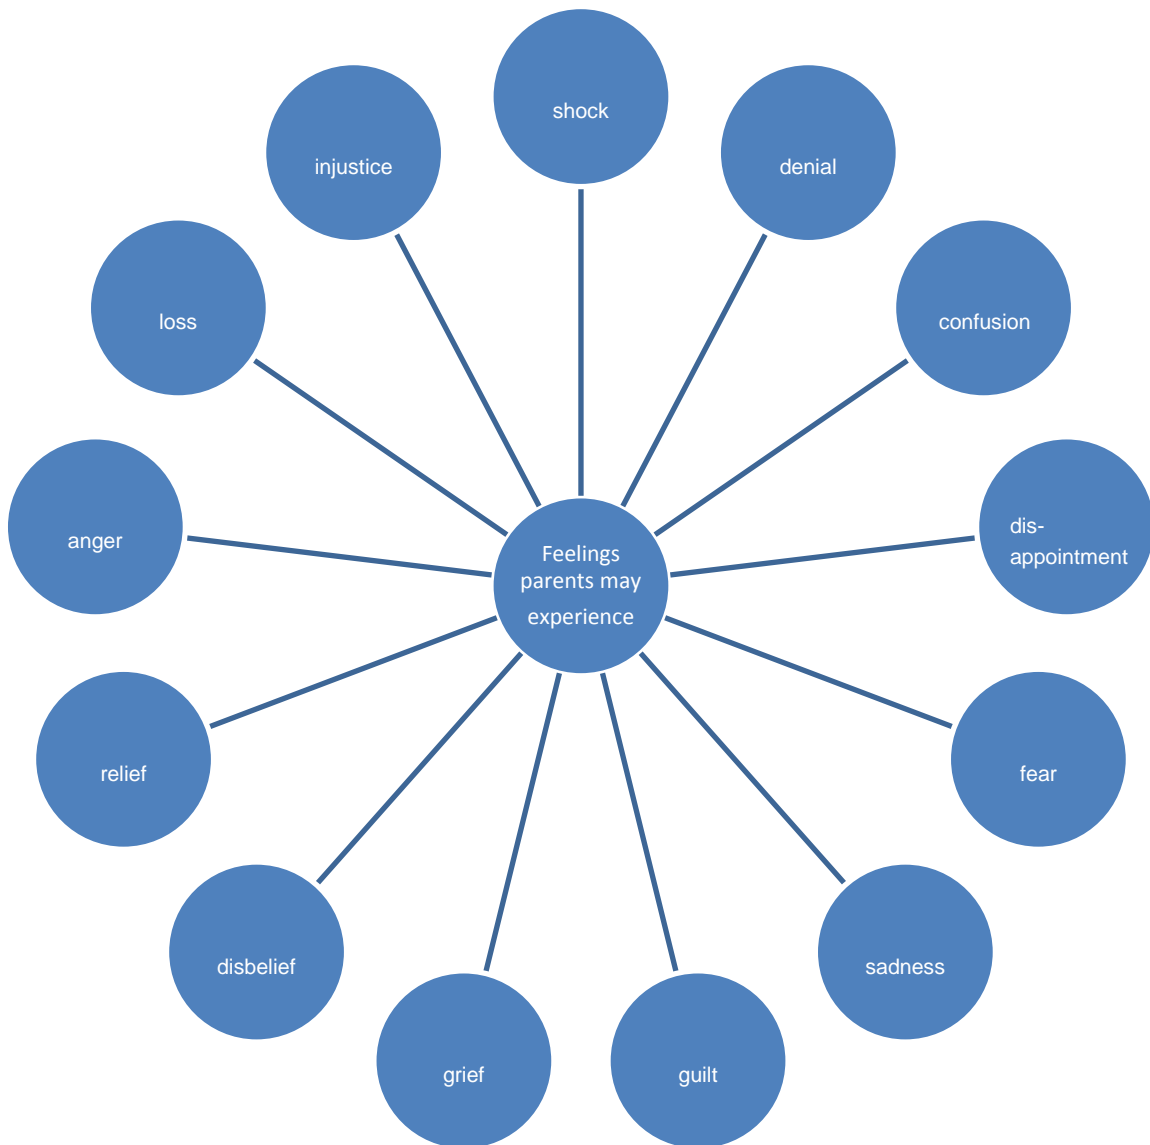 shock
denial
confusion
dis-
appointment
fear
sadness
guilt
grief
disbelief
relief
anger
loss
injustice
Feelings
parents may
experience